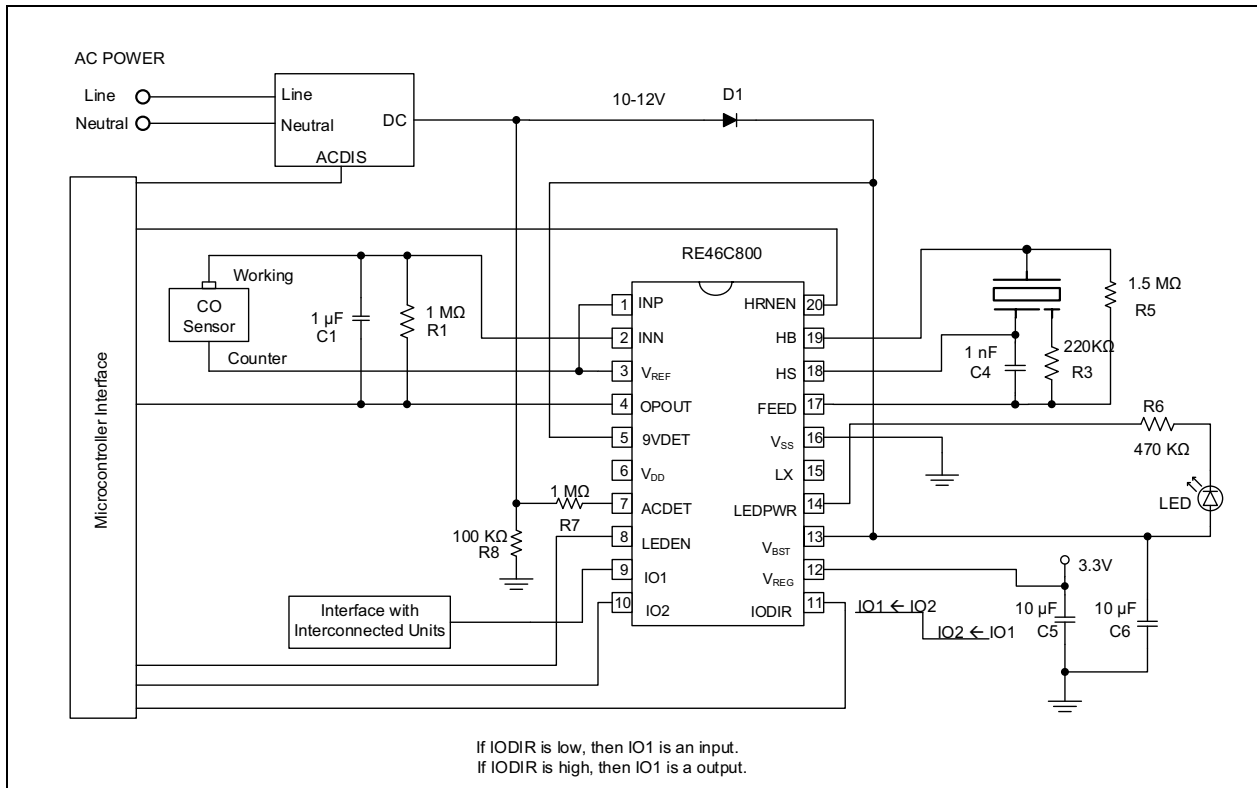 AC POWER
Line
Neutral
Line
Neutral
DC
ACDIS
10-12V
D1
Microcontroller Interface
Working
CO
Sensor
Counter
1 µF
C1
1 MΩ
R1
RE46C800
1 INP
2 INN
3 VREF
4 OPOUT
5 9VDET
6 VDD
7 ACDET
8 LEDEN
9 IO1
10 IO2
HRNEN 20
HB 19
HS 18
FEED 17
VSS 16
LX 15
LEDPWR 14
VBST 13
VREG 12
IODIR 11
1 MΩ
R7
100 KΩ
R8
Interface with
Interconnected Units
1.5 MΩ
R5
1 nF
C4
220KΩ
R3
R6
470 KΩ
LED
3.3V
10 µF
C5
10 µF
C6
IO1 ← IO2
IO2 ← IO1
If IODIR is low, then IO1 is an input.
If IODIR is high, then IO1 is a output.